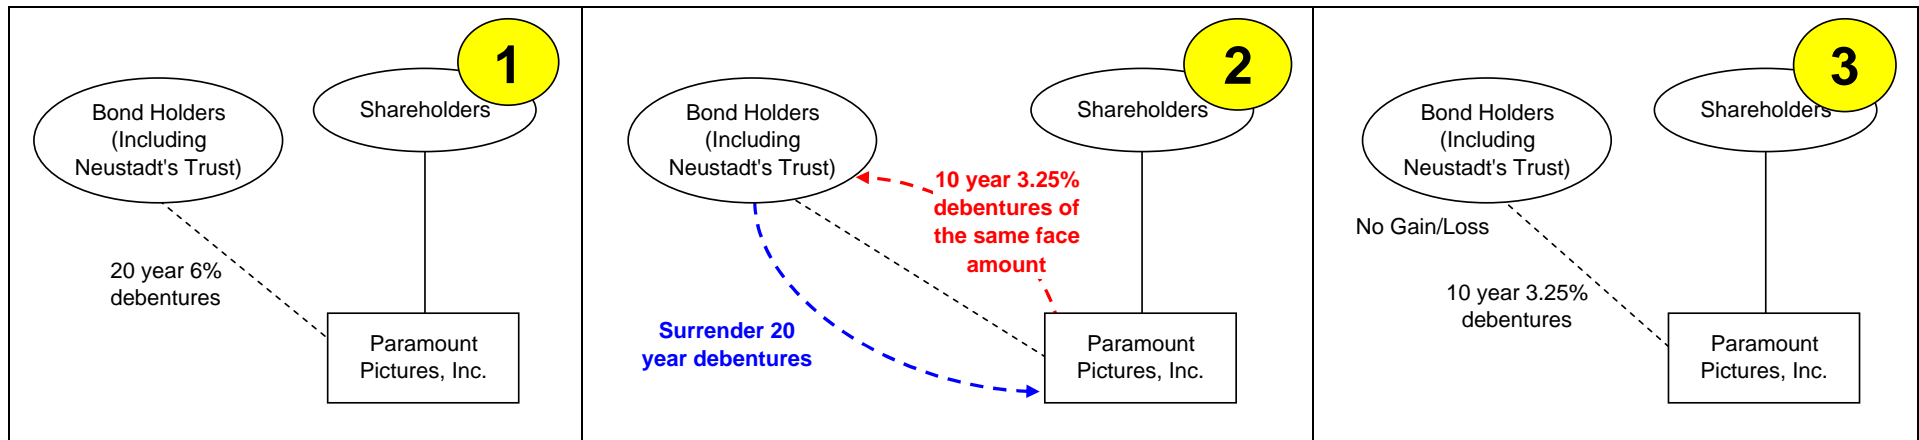 1
Bond Holders
(Including
Neustadt's Trust)
Shareholders
20 year 6%
debentures
Paramount
Pictures, Inc.
2
Bond Holders
(Including
Neustadt's Trust)
Shareholders
10 year 3.25%
debentures of
the same face
amount
Surrender 20
year debentures
Paramount
Pictures, Inc.
3
Bond Holders
(Including
Neustadt's Trust)
Shareholders
No Gain/Loss
10 year 3.25%
debentures
Paramount
Pictures, Inc.